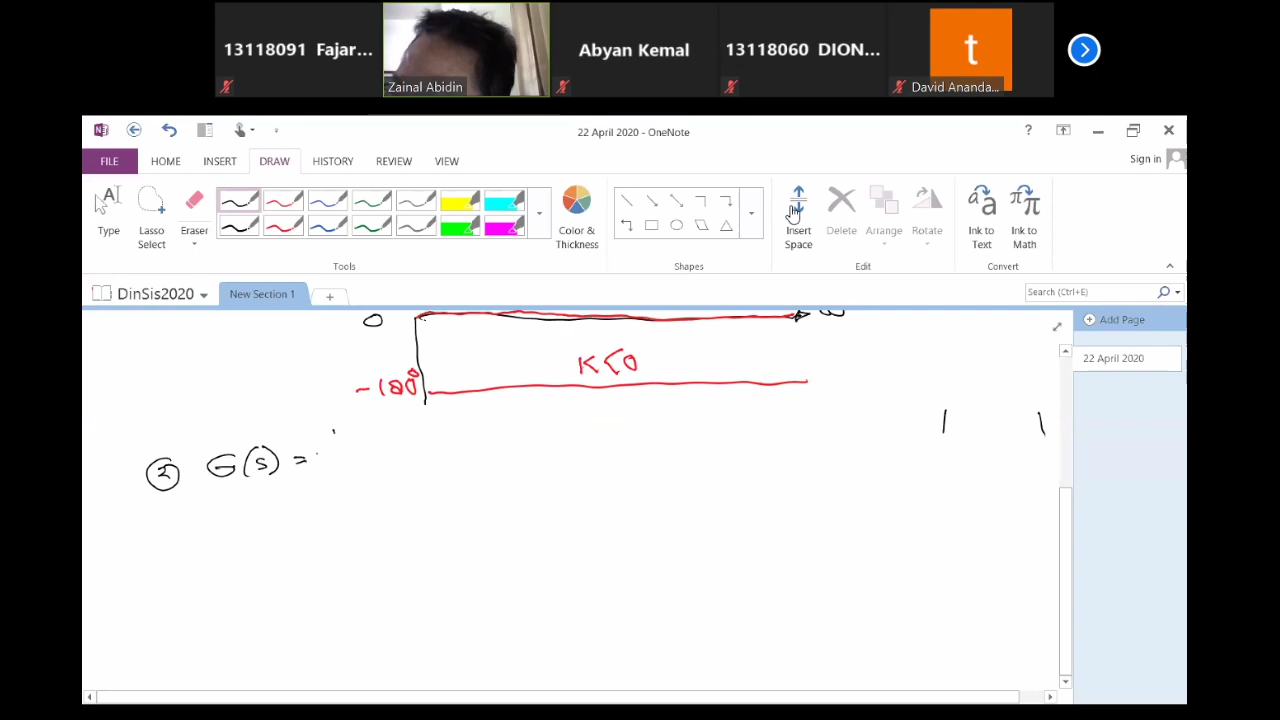 13118091 Fajar...
Zainal Abidin
Abyan Kemal
13118060 DION...
t
David Ananda...
22 April 2020 - OneNote
?
FILE
HOME
INSERT
DRAW
HISTORY
REVIEW
VIEW
Sign in
Type
Lasso Select
Eraser
Color & Thickness
Insert Space
Delete
Arrange
Rotate
Ink to Text
Ink to Math
Tools
Shapes
Edit
Convert
DinSis2020
New Section 1
+
Search (Ctrl+E)
Add Page
22 April 2020
0
K<0
-180°
② G(s) =